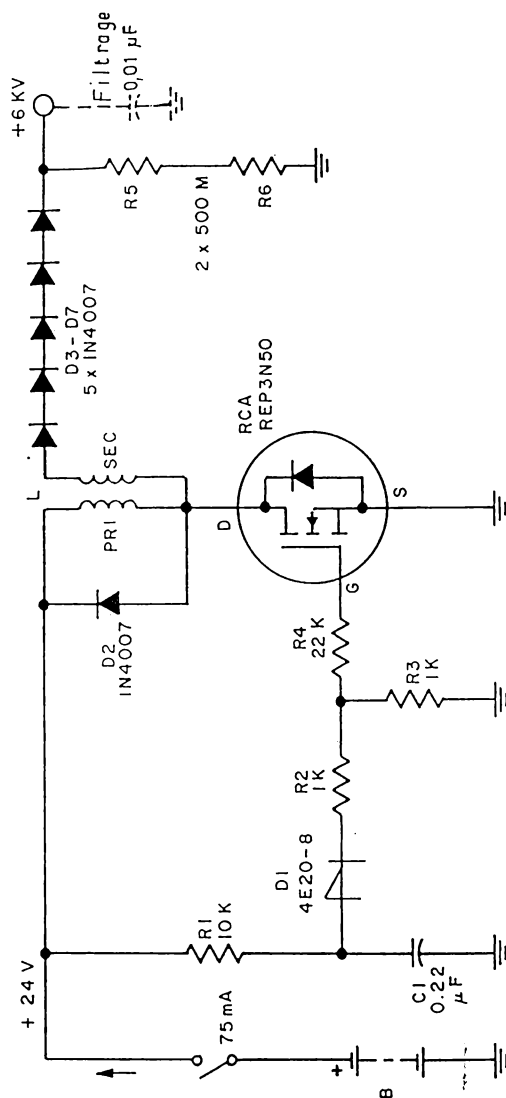 + 24 V
75 mA
+
B
R1
10 K
C1
0.22
µF
D1
4E20-8
R2
1K
R3
1K
R4
22 K
D2
1N4007
PRI
SEC
L
D
G
S
RCA
REP3N50
D3-D7
5 x 1N4007
+6 KV
R5
2 x 500 M
R6
Filtrage
0,01 µF